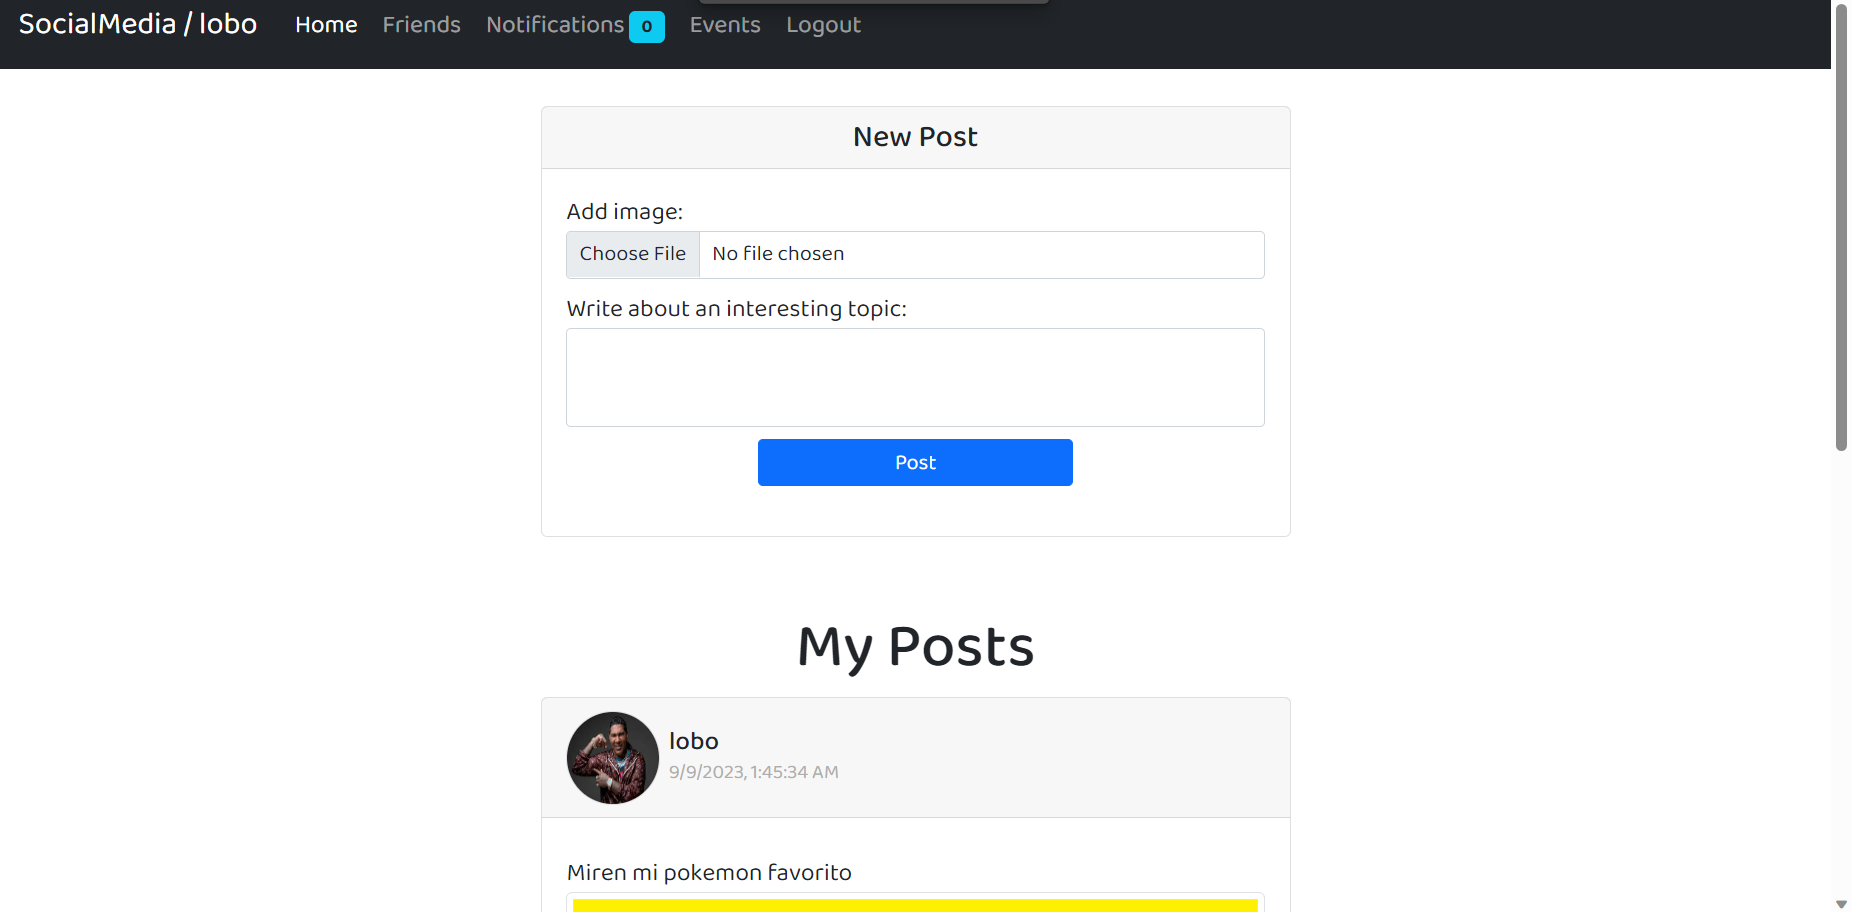 SocialMedia / lobo Home Friends Notifications 0 Events Logout
New Post
Add image:
Choose File No file chosen
Write about an interesting topic:
Post
My Posts
lobo
9/9/2023, 1:45:34 AM
Miren mi pokemon favorito